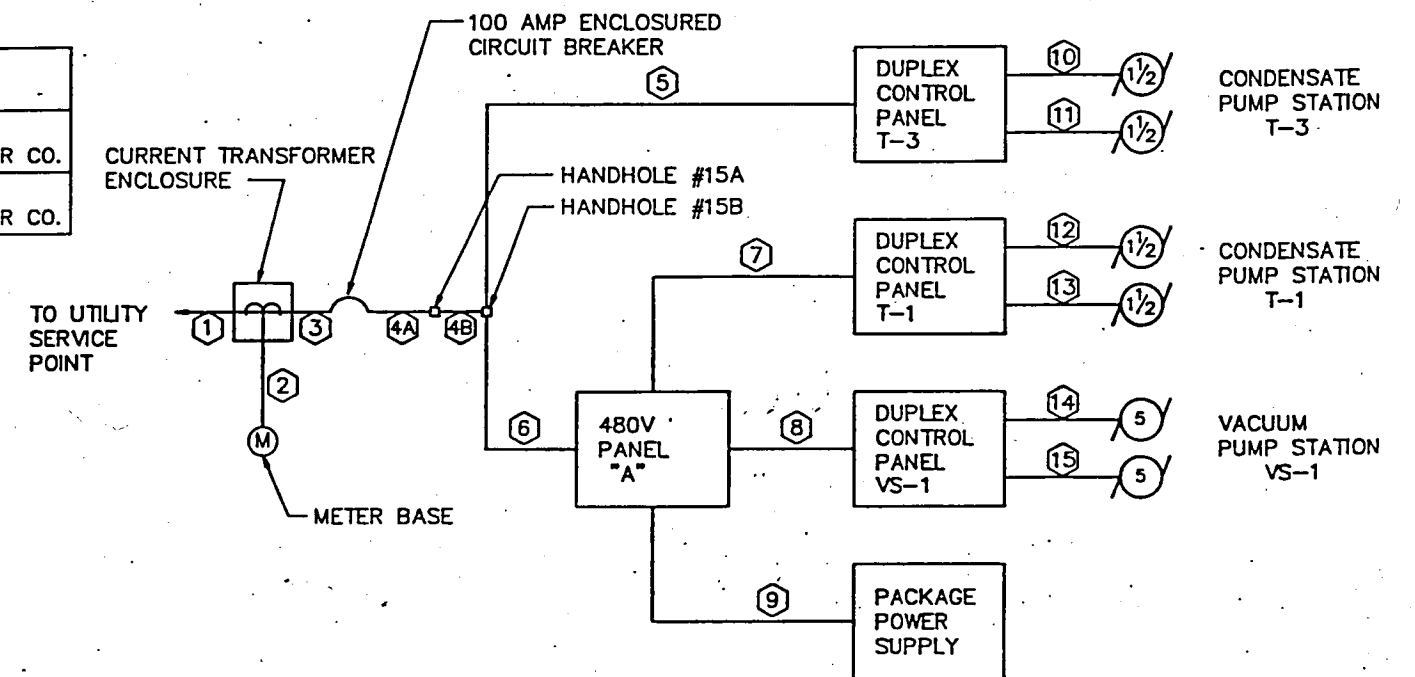 100 AMP ENCLOSURED
CIRCUIT BREAKER
R CO.
R CO.
CURRENT TRANSFORMER
ENCLOSURE
HANDHOLE #15A
HANDHOLE #15B
TO UTILITY
SERVICE
POINT
1
3
4A
4B
2
M
METER BASE
5
DUPLEX
CONTROL
PANEL
T-3
10
1½
11
1½
CONDENSATE
PUMP STATION
T-3
7
DUPLEX
CONTROL
PANEL
T-1
12
1½
13
1½
CONDENSATE
PUMP STATION
T-1
6
480V
PANEL
"A"
8
DUPLEX
CONTROL
PANEL
VS-1
14
5
15
5
VACUUM
PUMP STATION
VS-1
9
PACKAGE
POWER
SUPPLY